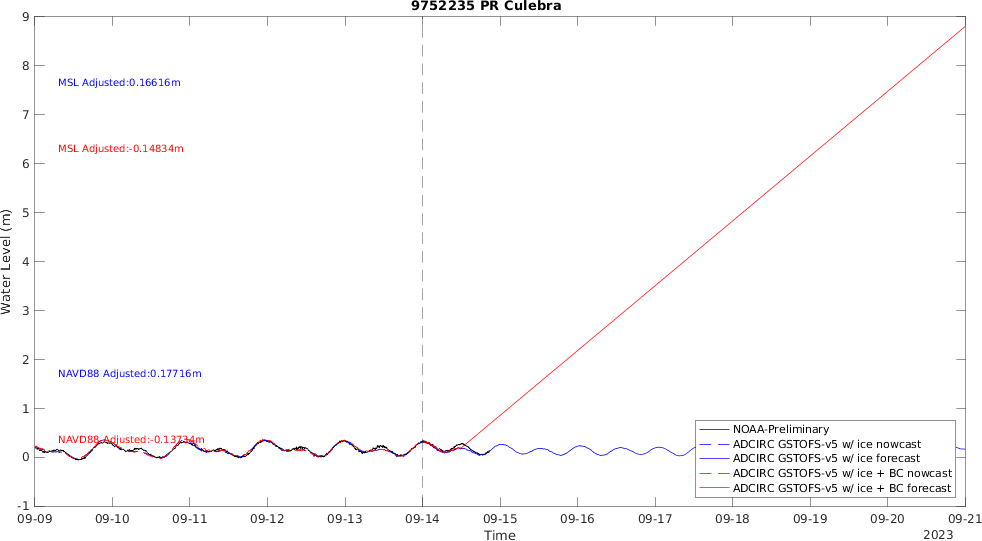 9752235 PR Culebra
9
8
7
6
5
4
3
2
1
0
-1
Water Level (m)
MSL Adjusted:0.16616m
MSL Adjusted:-0.14834m
NAVD88 Adjusted:0.17716m
NAVD88 Adjusted:-0.13734m
NOAA-Preliminary
ADCIRC GSTOFS-v5 w/ ice nowcast
ADCIRC GSTOFS-v5 w/ ice forecast
ADCIRC GSTOFS-v5 w/ ice + BC nowcast
ADCIRC GSTOFS-v5 w/ ice + BC forecast
09-09 09-10 09-11 09-12 09-13 09-14 09-15 09-16 09-17 09-18 09-19 09-20 09-21
Time
2023